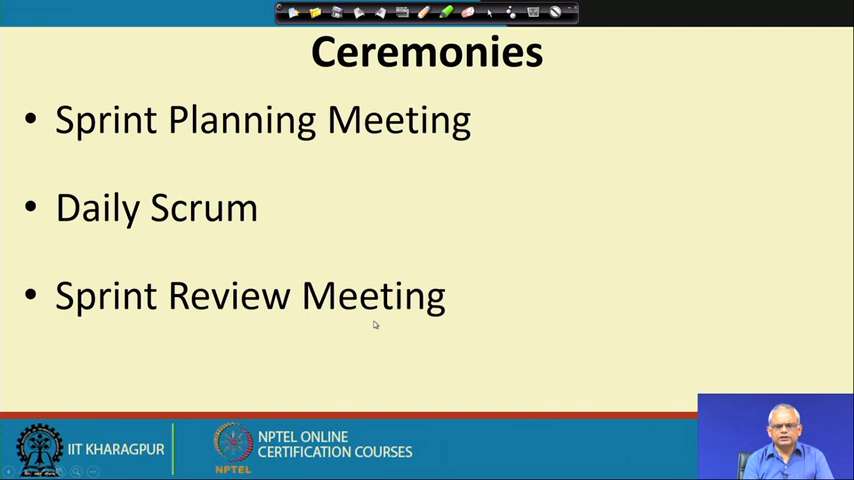 Ceremonies
• Sprint Planning Meeting
• Daily Scrum
• Sprint Review Meeting
IIT KHARAGPUR
NPTEL
NPTEL ONLINE
CERTIFICATION COURSES